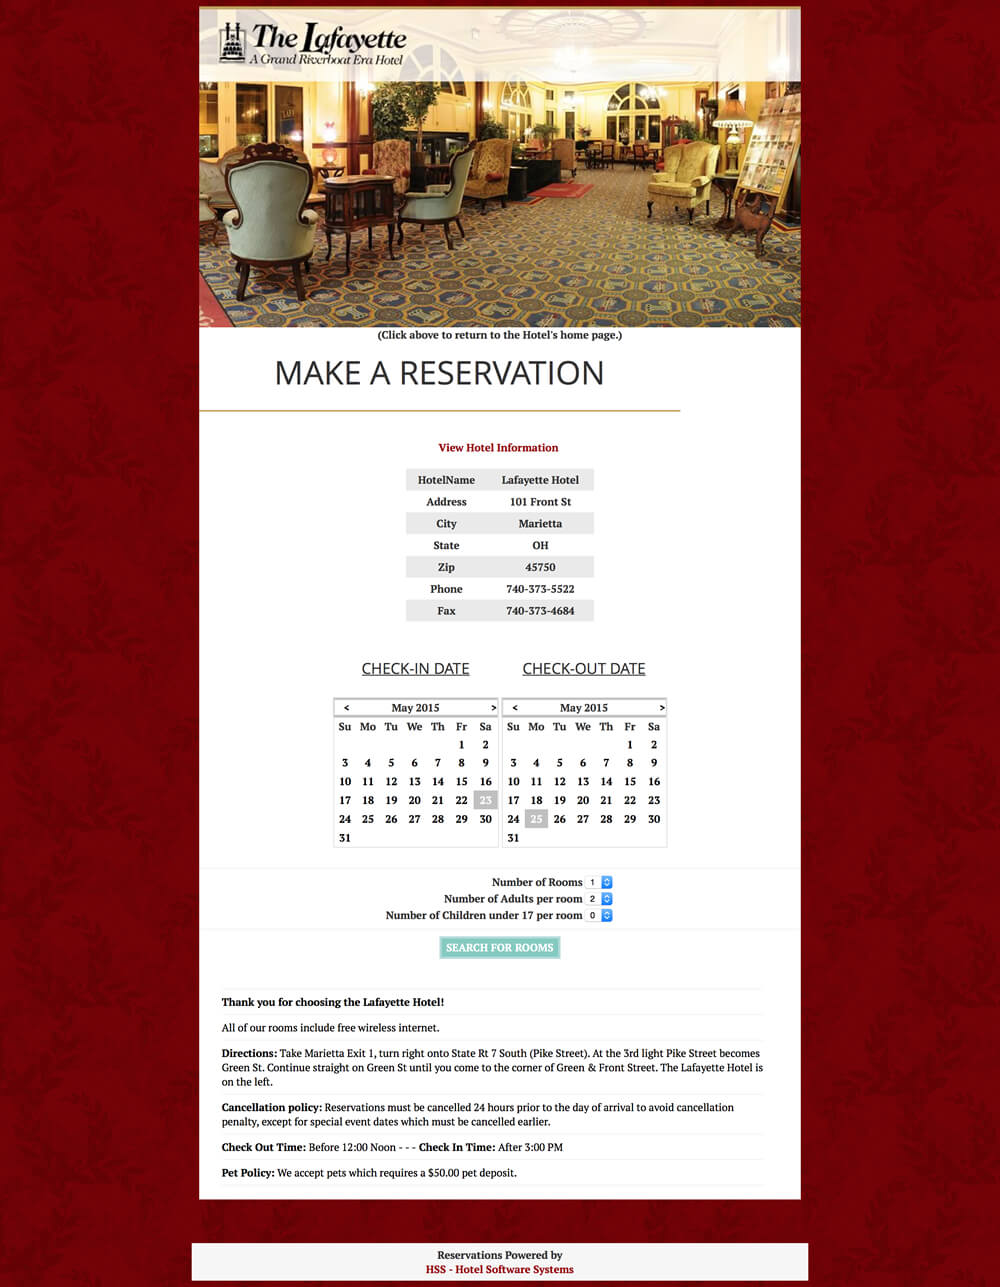 The Lafayette
A Grand Riverboat Era Hotel
(Click above to return to the Hotel's home page.)
MAKE A RESERVATION
View Hotel Information
HotelName Lafayette Hotel
Address 101 Front St
City Marietta
State OH
Zip 45750
Phone 740-373-5522
Fax 740-373-4684
CHECK-IN DATE CHECK-OUT DATE
< May 2015 > < May 2015 >
Su Mo Tu We Th Fr Sa Su Mo Tu We Th Fr Sa
1 2 1 2
3 4 5 6 7 8 9 3 4 5 6 7 8 9
10 11 12 13 14 15 16 10 11 12 13 14 15 16
17 18 19 20 21 22 23 17 18 19 20 21 22 23
24 25 26 27 28 29 30 24 25 26 27 28 29 30
31 31
Number of Rooms 1
Number of Adults per room 2
Number of Children under 17 per room 0
SEARCH FOR ROOMS
Thank you for choosing the Lafayette Hotel!
All of our rooms include free wireless internet.
Directions: Take Marietta Exit 1, turn right onto State Rt 7 South (Pike Street). At the 3rd light Pike Street becomes
Green St. Continue straight on Green St until you come to the corner of Green & Front Street. The Lafayette Hotel is
on the left.
Cancellation policy: Reservations must be cancelled 24 hours prior to the day of arrival to avoid cancellation
penalty, except for special event dates which must be cancelled earlier.
Check Out Time: Before 12:00 Noon - - - Check In Time: After 3:00 PM
Pet Policy: We accept pets which requires a $50.00 pet deposit.
Reservations Powered by
HSS - Hotel Software Systems